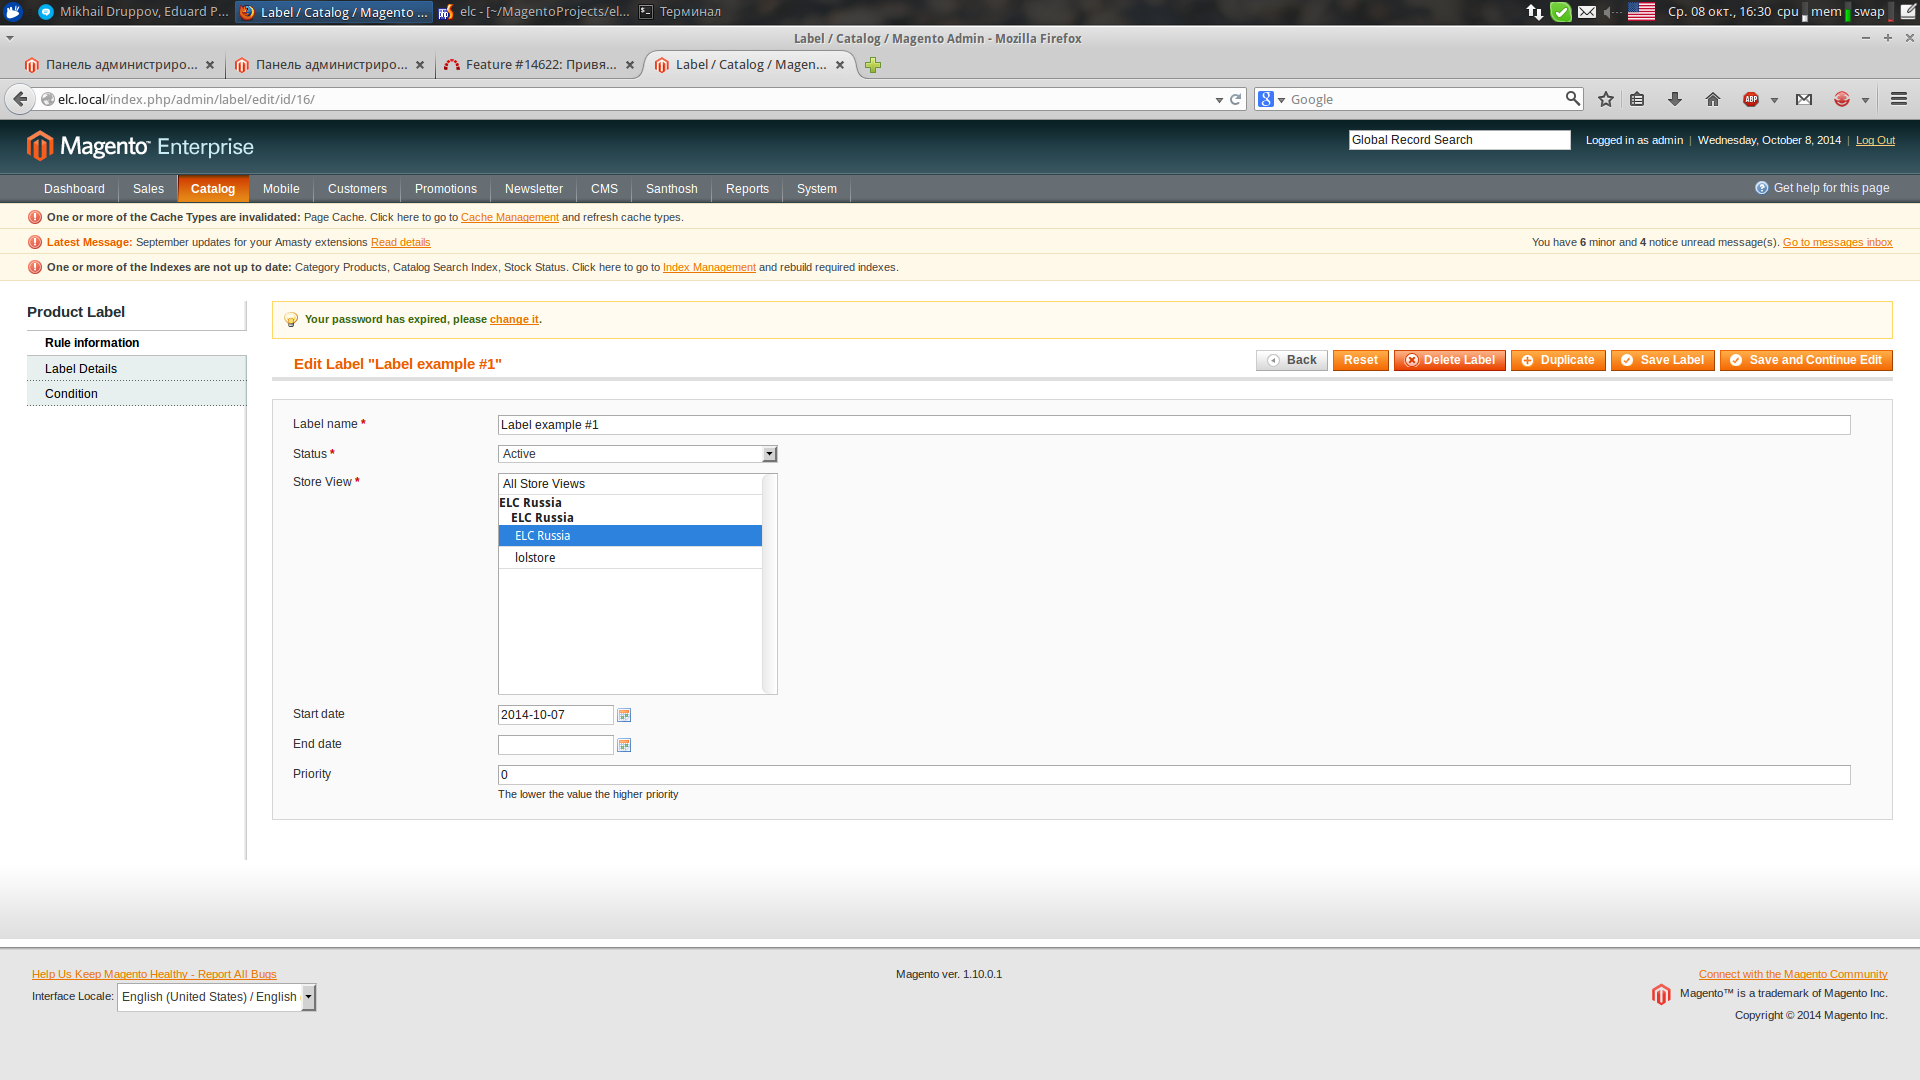 Mikhail Druppov, Eduard P...
Label / Catalog / Magento ...
elc - [~/MagentoProjects/el...
Терминал
Ср. 08 окт., 16:30 cpu mem swap
Label / Catalog / Magento Admin - Mozilla Firefox
Панель администриро...
Панель администриро...
Feature #14622: Привя...
Label / Catalog / Magen...
elc.local/index.php/admin/label/edit/id/16/
Google
ABP
Magento™ Enterprise
Global Record Search
Logged in as admin | Wednesday, October 8, 2014 | Log Out
Dashboard Sales Catalog Mobile Customers Promotions Newsletter CMS Santhosh Reports System
Get help for this page
One or more of the Cache Types are invalidated: Page Cache. Click here to go to Cache Management and refresh cache types.
Latest Message: September updates for your Amasty extensions Read details
You have 6 minor and 4 notice unread message(s). Go to messages inbox
One or more of the Indexes are not up to date: Category Products, Catalog Search Index, Stock Status. Click here to go to Index Management and rebuild required indexes.
Product Label
Rule information
Label Details
Condition
Your password has expired, please change it.
Edit Label "Label example #1"
Back Reset Delete Label Duplicate Save Label Save and Continue Edit
Label name * Label example #1
Status * Active
Store View * All Store Views
ELC Russia
ELC Russia
ELC Russia
lolstore
Start date 2014-10-07
End date
Priority 0
The lower the value the higher priority
Help Us Keep Magento Healthy - Report All Bugs
Interface Locale: English (United States) / English
Magento ver. 1.10.0.1
Connect with the Magento Community
Magento™ is a trademark of Magento Inc.
Copyright © 2014 Magento Inc.